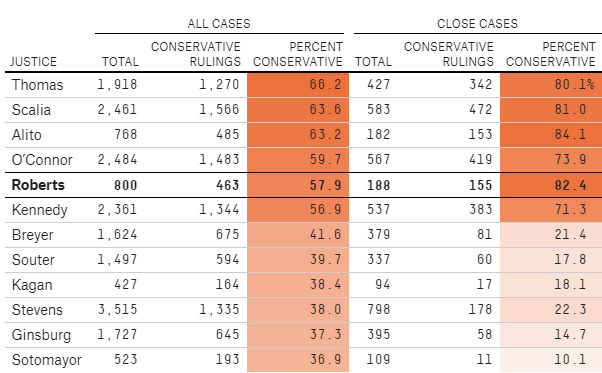 ALL CASES CLOSE CASES
CONSERVATIVE PERCENT CONSERVATIVE PERCENT
JUSTICE TOTAL RULINGS CONSERVATIVE TOTAL RULINGS CONSERVATIVE
Thomas 1,918 1,270 66.2 427 342 80.1%
Scalia 2,461 1,566 63.6 583 472 81.0
Alito 768 485 63.2 182 153 84.1
O'Connor 2,484 1,483 59.7 567 419 73.9
Roberts 800 463 57.9 188 155 82.4
Kennedy 2,361 1,344 56.9 537 383 71.3
Breyer 1,624 675 41.6 379 81 21.4
Souter 1,497 594 39.7 337 60 17.8
Kagan 427 164 38.4 94 17 18.1
Stevens 3,515 1,335 38.0 798 178 22.3
Ginsburg 1,727 645 37.3 395 58 14.7
Sotomayor 523 193 36.9 109 11 10.1